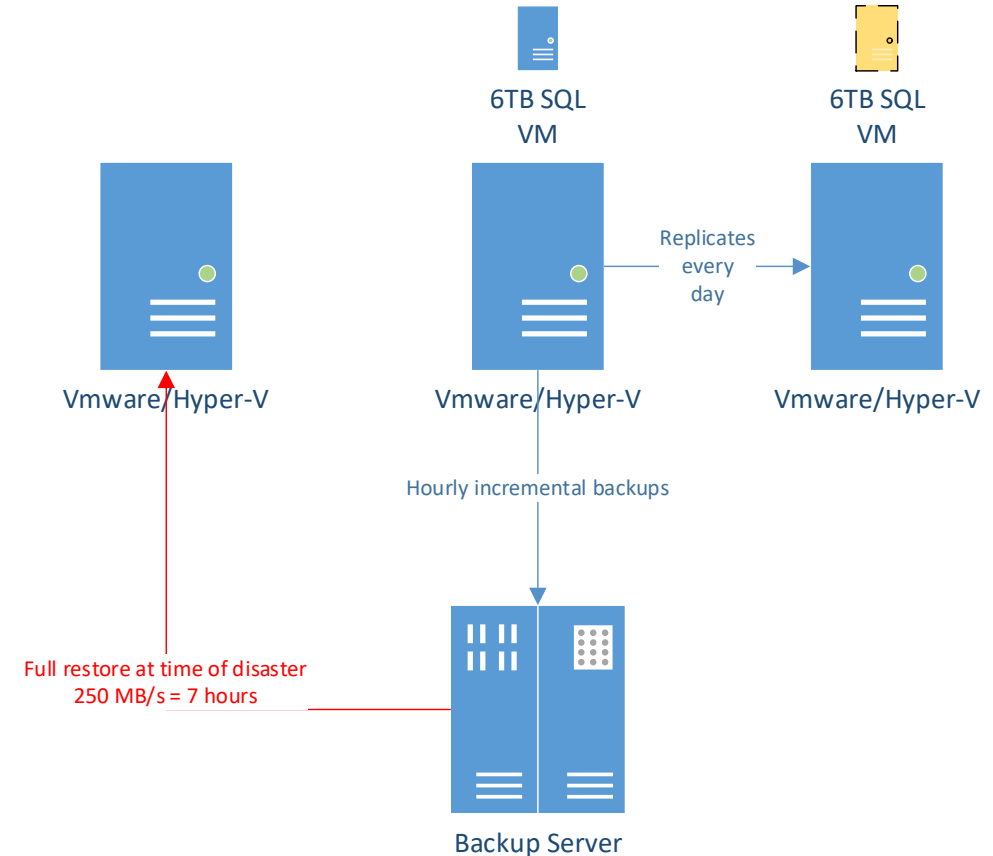 6TB SQL
VM
6TB SQL
VM
Replicates
every
day
Vmware/Hyper-V
Vmware/Hyper-V
Vmware/Hyper-V
Hourly incremental backups
Full restore at time of disaster
250 MB/s = 7 hours
Backup Server